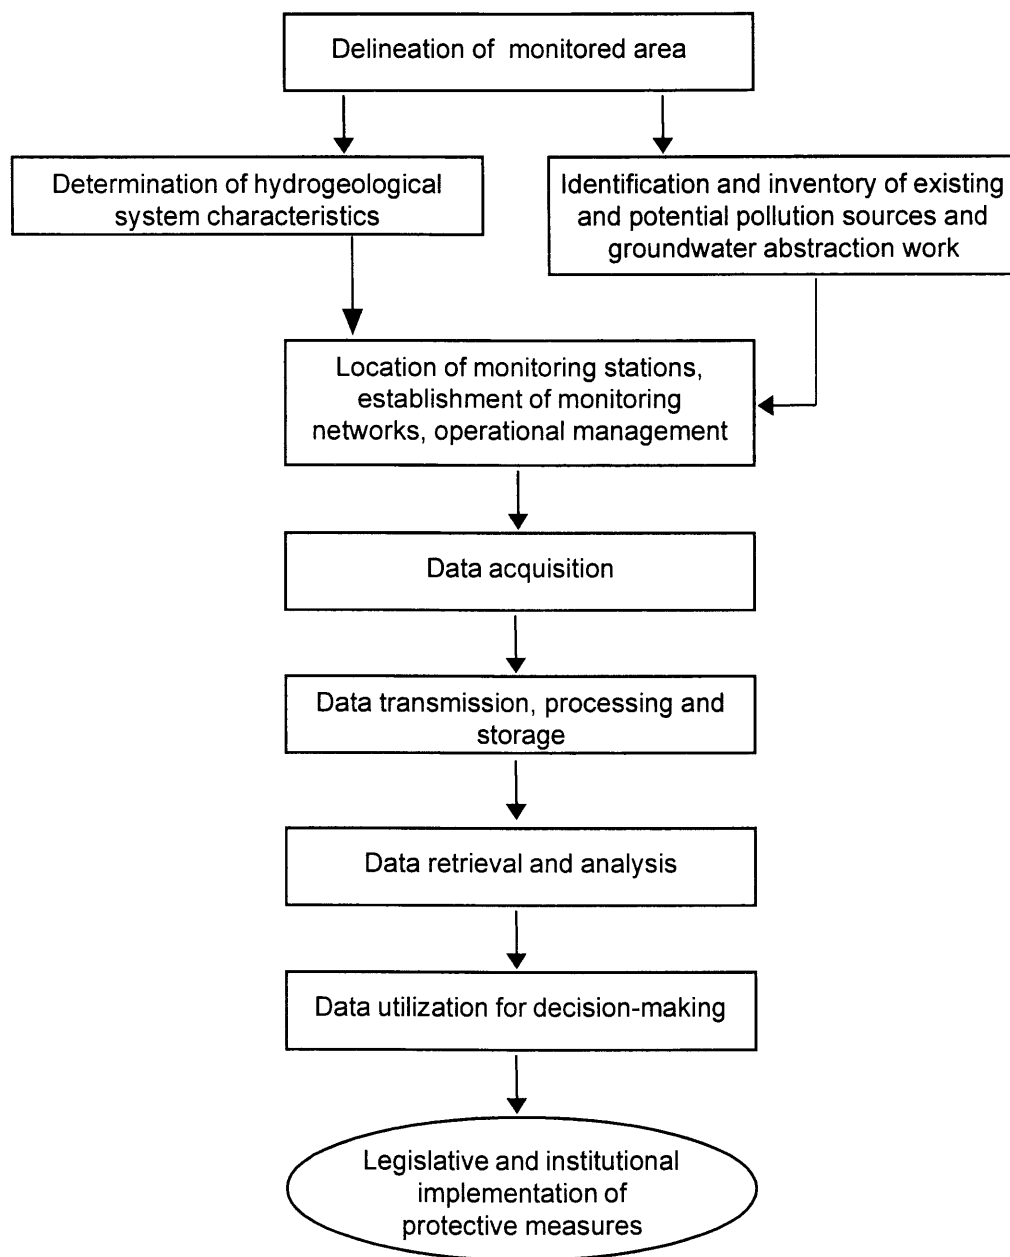 Delineation of monitored area
Determination of hydrogeological
system characteristics
Identification and inventory of existing
and potential pollution sources and
groundwater abstraction work
Location of monitoring stations,
establishment of monitoring
networks, operational management
Data acquisition
Data transmission, processing and
storage
Data retrieval and analysis
Data utilization for decision-making
Legislative and institutional
implementation of
protective measures